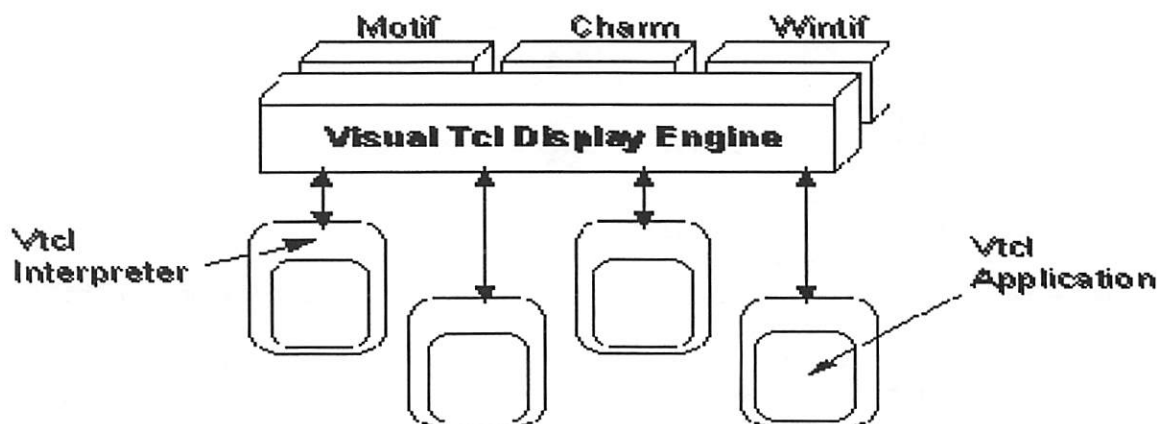 Motif Charm Wintif
Visual Tcl Display Engine
Vtcl
Interpreter
Vtcl
Application